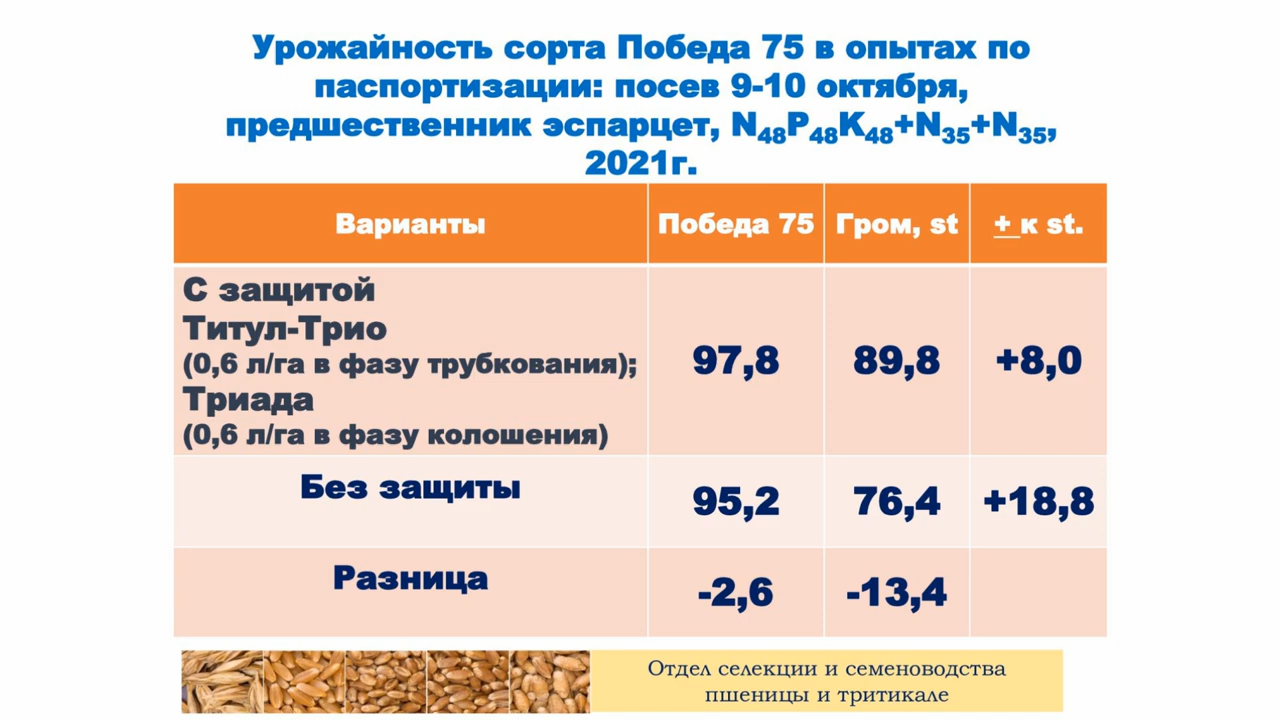 Урожайность сорта Победа 75 в опытах по
паспортизации: посев 9-10 октября,
предшественник эспарцет, N48P48K48+N35+N35,
2021г.
Варианты
Победа 75
Гром, st
+ к st.
С защитой
Титул-Трио
(0,6 л/га в фазу трубкования);
Триада
(0,6 л/га в фазу колошения)
97,8
89,8
+8,0
Без защиты
95,2
76,4
+18,8
Разница
-2,6
-13,4
Отдел селекции и семеноводства
пшеницы и тритикале